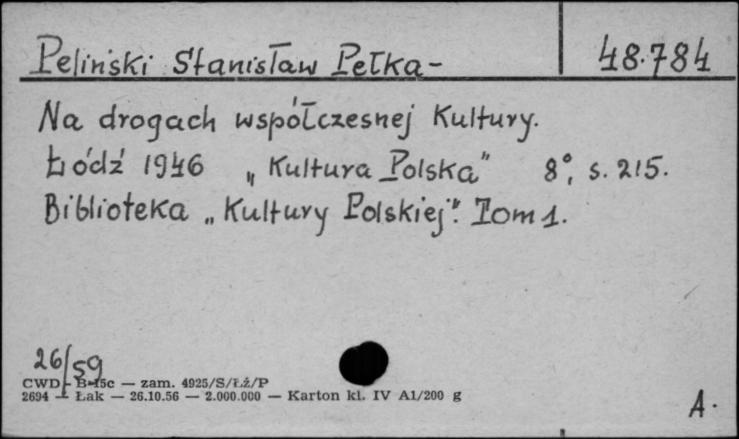 Peliński Stanisław Pełka- 48.784
Na drogach współczesnej Kultury.
Łódź 1946 „Kultura Polska" 8°, s. 215.
Biblioteka „Kultury Polskiej". Tom 1.
26/59
CWD- B-15c — zam. 4925/S/Łź/P
2694 — Łak — 26.10.56 — 2.000.000 — Karton kl. IV A1/200 g
A.